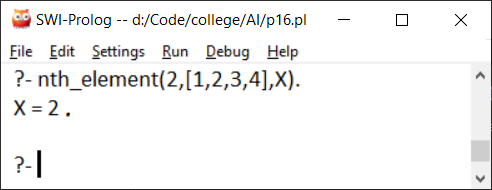 SWI-Prolog -- d:/Code/college/AI/p16.pl
File Edit Settings Run Debug Help
?- nth_element(2,[1,2,3,4],X).
X = 2 .
?-